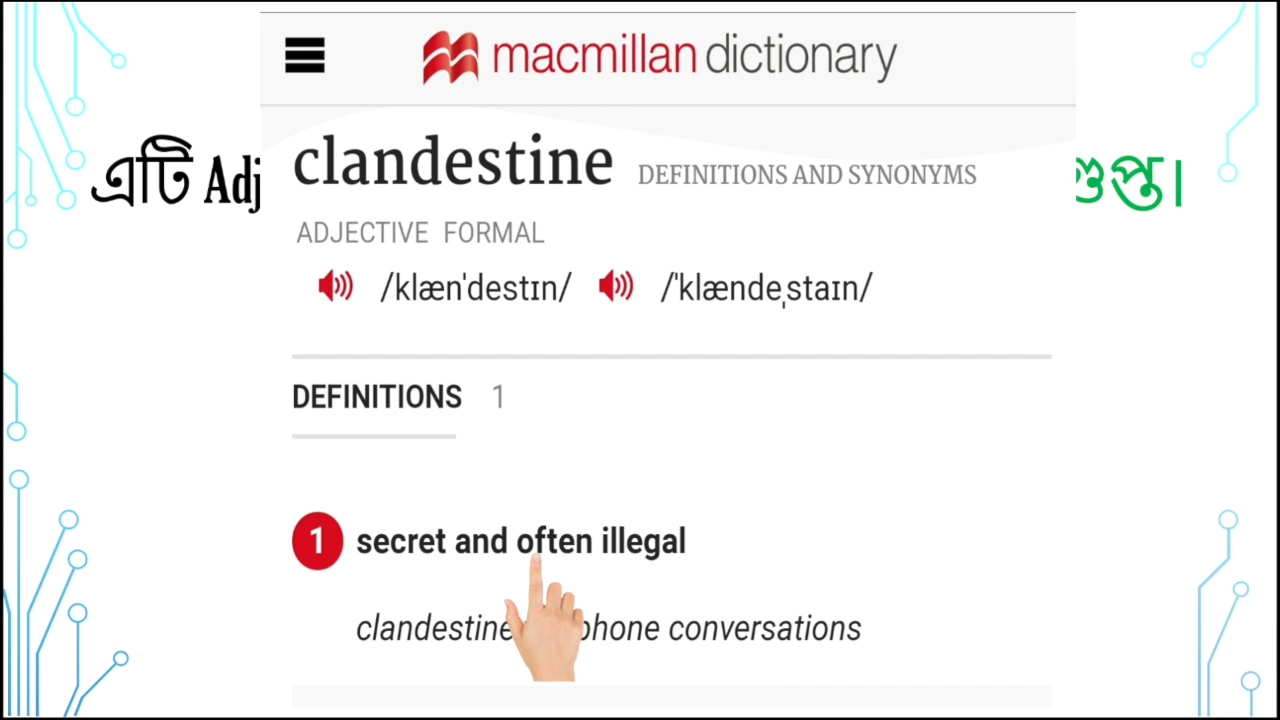 macmillan dictionary
clandestine DEFINITIONS AND SYNONYMS
এটি Adj
গুপ্ত।
ADJECTIVE FORMAL
/klænˈdestɪn/ /ˈklændeˌstaɪn/
DEFINITIONS 1
1 secret and often illegal
clandestine phone conversations